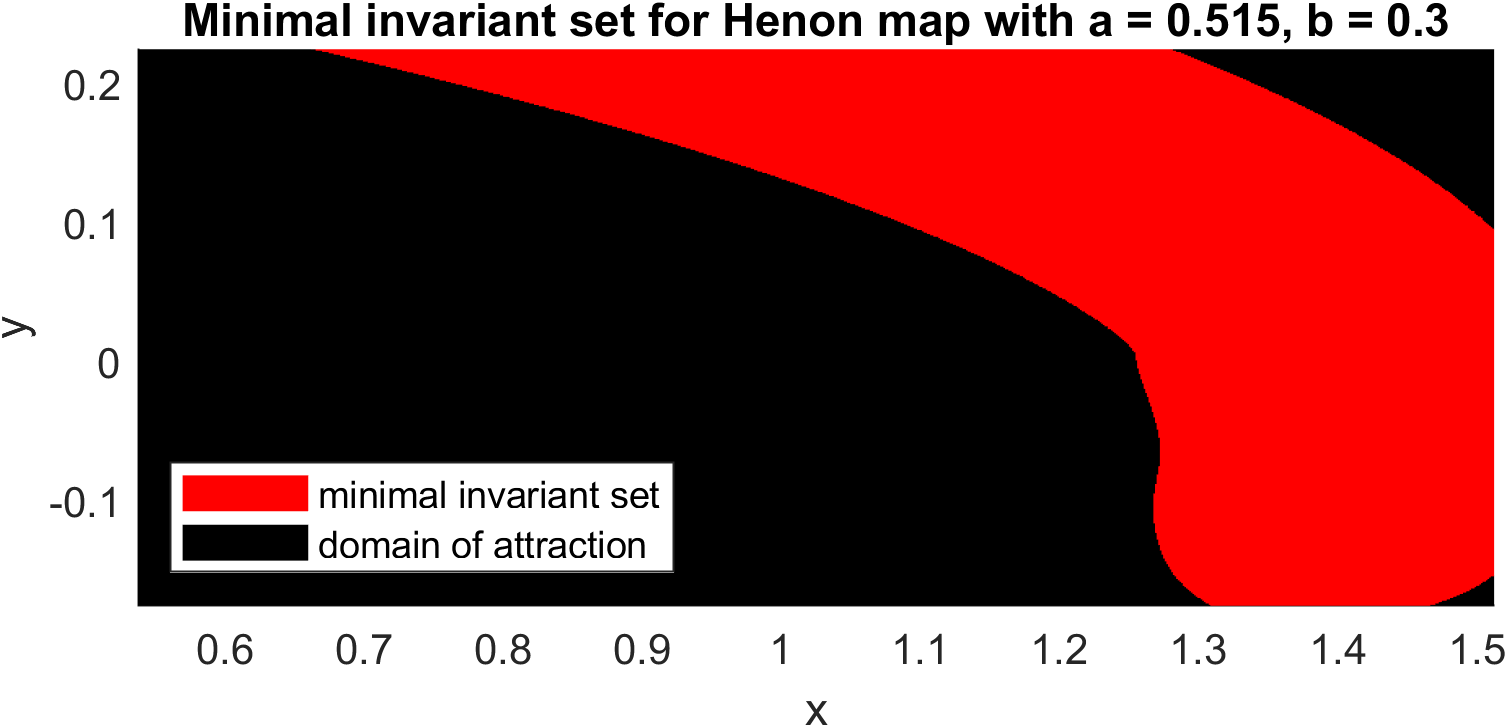 Minimal invariant set for Henon map with a = 0.515, b = 0.3
0.2
0.1
0
-0.1
y
minimal invariant set
domain of attraction
0.6 0.7 0.8 0.9 1 1.1 1.2 1.3 1.4 1.5
x